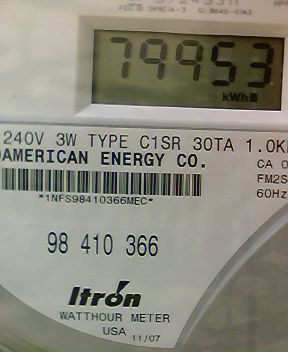 79953
kWh
240V 3W TYPE C1SR 30TA 1.0K
AMERICAN ENERGY CO.
CA 0
FM2S
60Hz
*1NFS98410366MEC*
98 410 366
Itron
WATTHOUR METER
USA 11/07